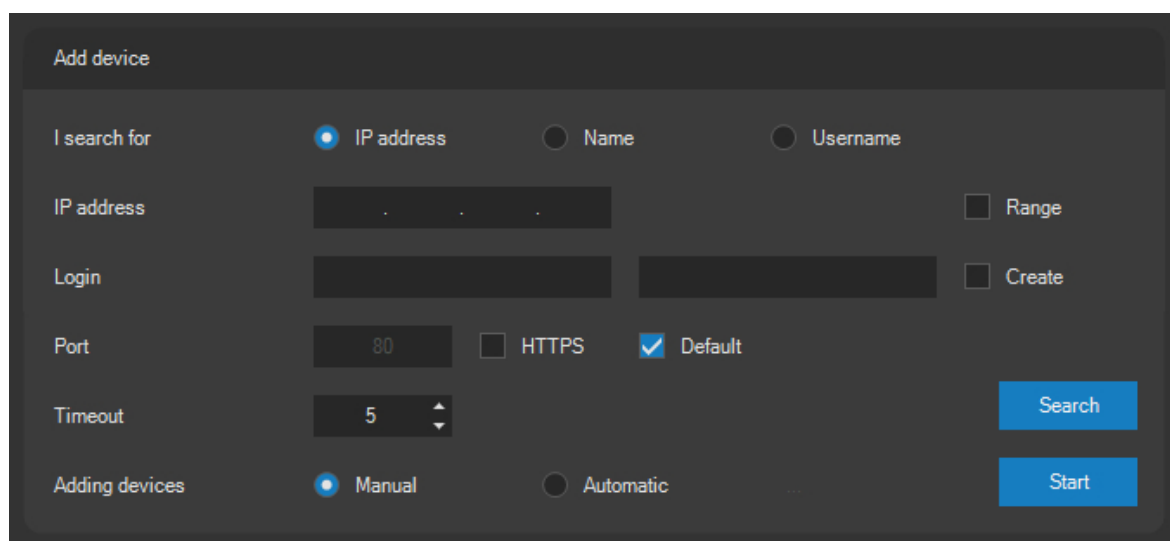 Add device
I search for IP address Name Username
IP address . . . Range
Login Create
Port 80 HTTPS Default
Timeout 5
Search
Adding devices Manual Automatic ...
Start